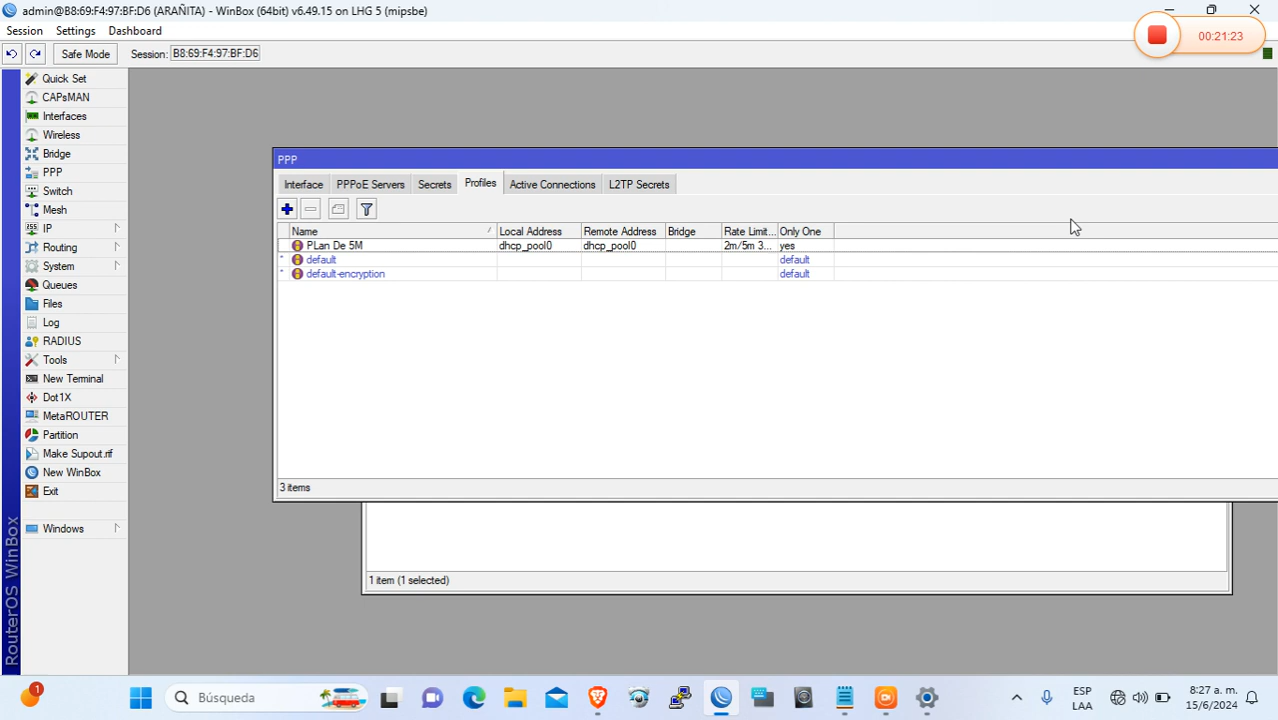 admin@B8:69:F4:97:BF:D6 (ARAÑITA) - WinBox (64bit) v6.49.15 on LHG 5 (mipsbe)
Session Settings Dashboard
00:21:23
Safe Mode Session: B8:69:F4:97:BF:D6
Quick Set
CAPsMAN
Interfaces
Wireless
Bridge
PPP
Switch
Mesh
IP
Routing
System
Queues
Files
Log
RADIUS
Tools
New Terminal
Dot1X
MetaROUTER
Partition
Make Supout.rif
New WinBox
Exit
Windows
RouterOS WinBox
PPP
Interface PPPoE Servers Secrets Profiles Active Connections L2TP Secrets
Name Local Address Remote Address Bridge Rate Limit... Only One
PLan De 5M dhcp_pool0 dhcp_pool0 2m/5m 3... yes
* default default
* default-encryption default
3 items
1 item (1 selected)
1
Búsqueda
ESP
LAA
8:27 a. m.
15/6/2024